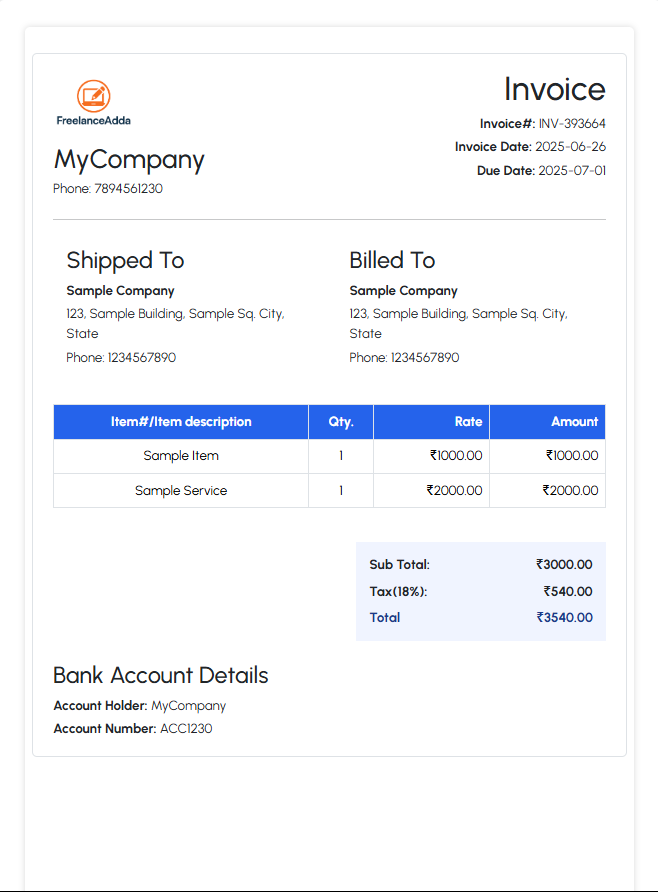 FreelanceAdda
MyCompany
Phone: 7894561230
Invoice
Invoice#: INV-393664
Invoice Date: 2025-06-26
Due Date: 2025-07-01
Shipped To
Sample Company
123, Sample Building, Sample Sq. City,
State
Phone: 1234567890
Billed To
Sample Company
123, Sample Building, Sample Sq. City,
State
Phone: 1234567890
Item#/Item description Qty. Rate Amount
Sample Item 1 ₹1000.00 ₹1000.00
Sample Service 1 ₹2000.00 ₹2000.00
Sub Total: ₹3000.00
Tax(18%): ₹540.00
Total ₹3540.00
Bank Account Details
Account Holder: MyCompany
Account Number: ACC1230